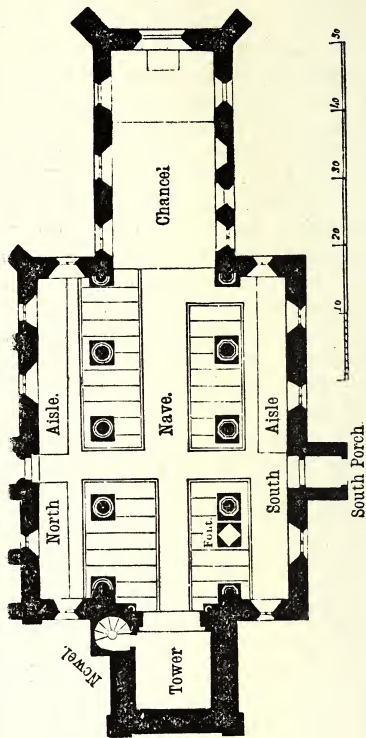 Chancel
50
40
30
20
10
North Aisle.
Nave.
South Aisle
Font.
Newel.
Tower
South Porch.